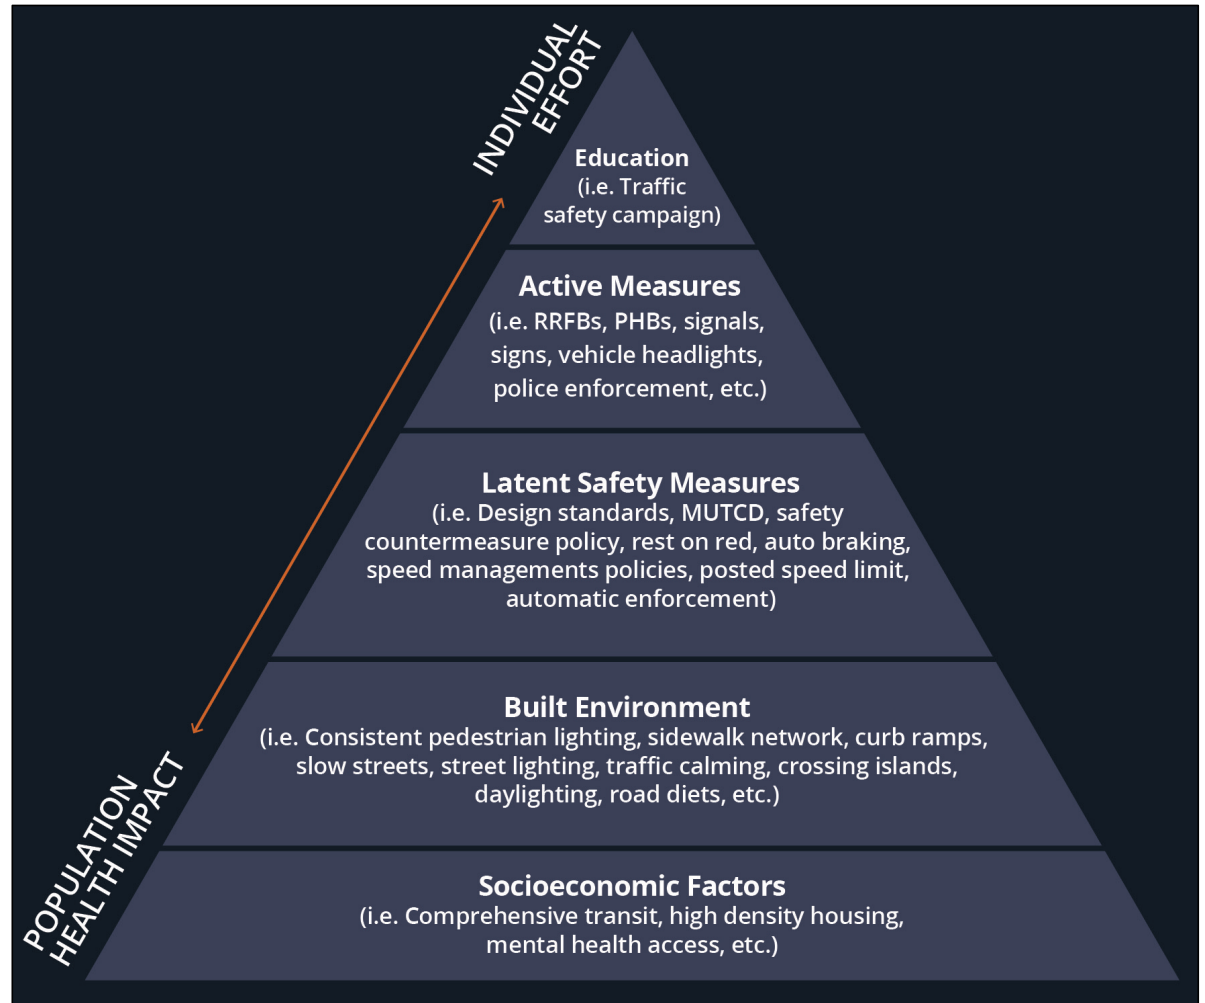 INDIVIDUAL
EFFORT
Education
(i.e. Traffic
safety campaign)
Active Measures
(i.e. RRFBs, PHBs, signals,
signs, vehicle headlights,
police enforcement, etc.)
Latent Safety Measures
(i.e. Design standards, MUTCD, safety
countermeasure policy, rest on red, auto braking,
speed managements policies, posted speed limit,
automatic enforcement)
Built Environment
(i.e. Consistent pedestrian lighting, sidewalk network, curb ramps,
slow streets, street lighting, traffic calming, crossing islands,
daylighting, road diets, etc.)
POPULATION
HEALTH IMPACT
Socioeconomic Factors
(i.e. Comprehensive transit, high density housing,
mental health access, etc.)